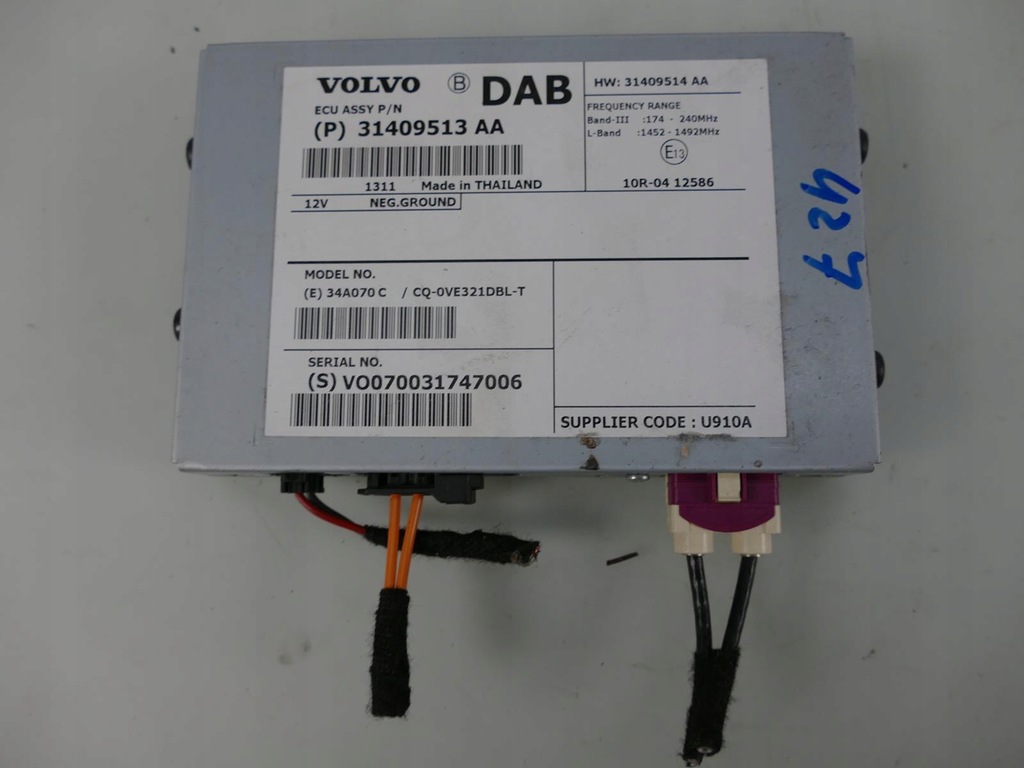 VOLVO B DAB
ECU ASSY P/N
(P) 31409513 AA
1311 Made in THAILAND
HW: 31409514 AA
FREQUENCY RANGE
Band-III :174 - 240MHz
L-Band :1452 - 1492MHz
E13
10R-04 12586
12V NEG.GROUND
MODEL NO.
(E) 34A070 C / CQ-0VE321DBL-T
SERIAL NO.
(S) VO070031747006
SUPPLIER CODE : U910A
427